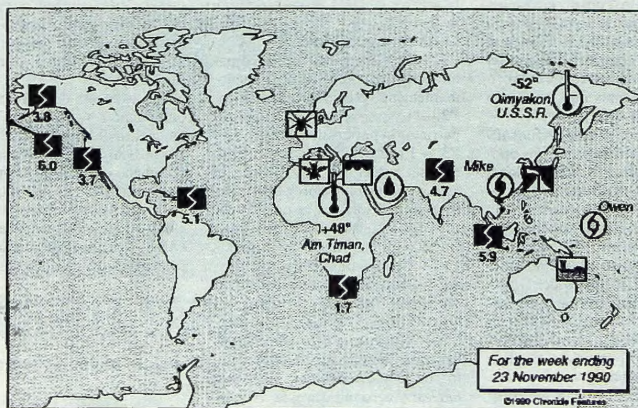 -52°
Oimyakon,
U.S.S.R.
3.8
6.0
3.7
5.1
4.7
Mike
Owen
+48°
Am Timan,
Chad
5.9
1.7
For the week ending
23 November 1990
©1990 Chronicle Features